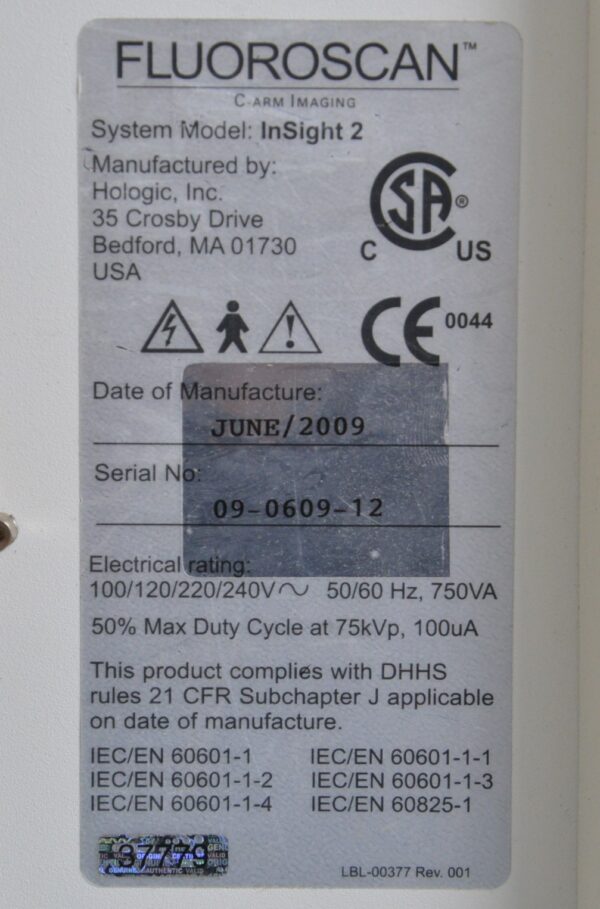 FLUOROSCAN™
C-ARM IMAGING
System Model: InSight 2
Manufactured by:
Hologic, Inc.
35 Crosby Drive
Bedford, MA 01730
USA
CSA®
C US
CE 0044
Date of Manufacture:
JUNE/2009
Serial No:
09-0609-12
Electrical rating:
100/120/220/240V～ 50/60 Hz, 750VA
50% Max Duty Cycle at 75kVp, 100uA
This product complies with DHHS
rules 21 CFR Subchapter J applicable
on date of manufacture.
IEC/EN 60601-1 IEC/EN 60601-1-1
IEC/EN 60601-1-2 IEC/EN 60601-1-3
IEC/EN 60601-1-4 IEC/EN 60825-1
LBL-00377 Rev. 001